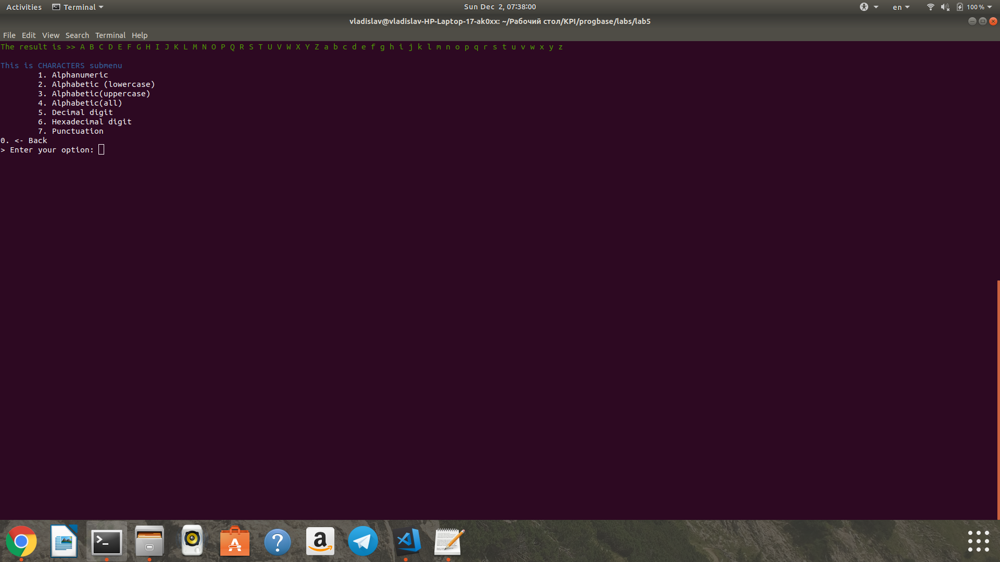 Activities Terminal Sun Dec 2, 07:38:00 en 100 %
vladislav@vladislav-HP-Laptop-17-ak0xx: ~/Рабочий стол/KPI/progbase/labs/lab5
File Edit View Search Terminal Help
The result is >> A B C D E F G H I J K L M N O P Q R S T U V W X Y Z a b c d e f g h i j k l m n o p q r s t u v w x y z
This is CHARACTERS submenu
1. Alphanumeric
2. Alphabetic (lowercase)
3. Alphabetic(uppercase)
4. Alphabetic(all)
5. Decimal digit
6. Hexadecimal digit
7. Punctuation
0. <- Back
> Enter your option: